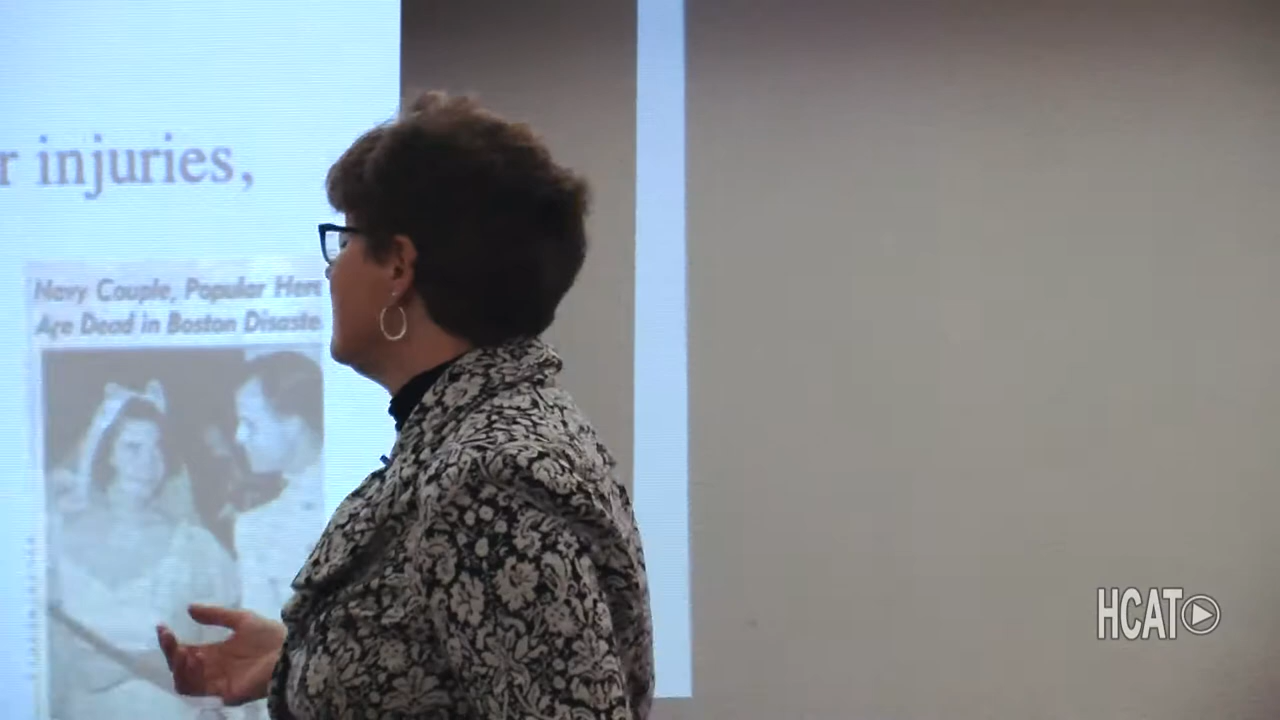 r injuries,
Navy Couple, Popular Here
Are Dead in Boston Disaste
HCAT